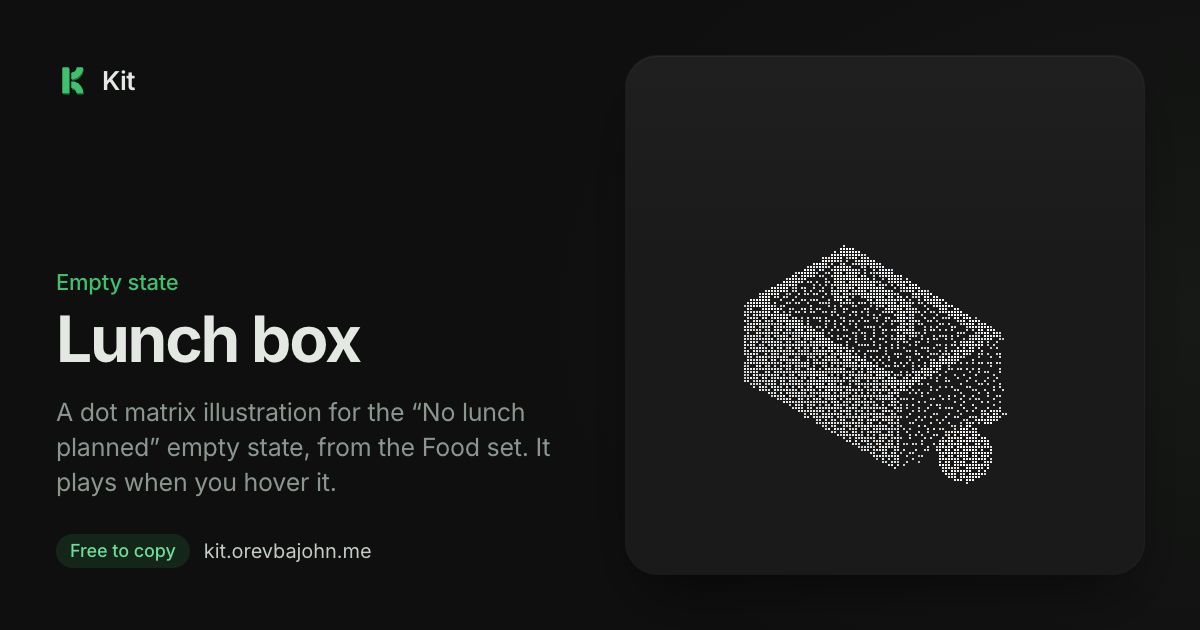 Kit
Empty state
Lunch box
A dot matrix illustration for the “No lunch
planned” empty state, from the Food set. It
plays when you hover it.
Free to copy
kit.orevbajohn.me